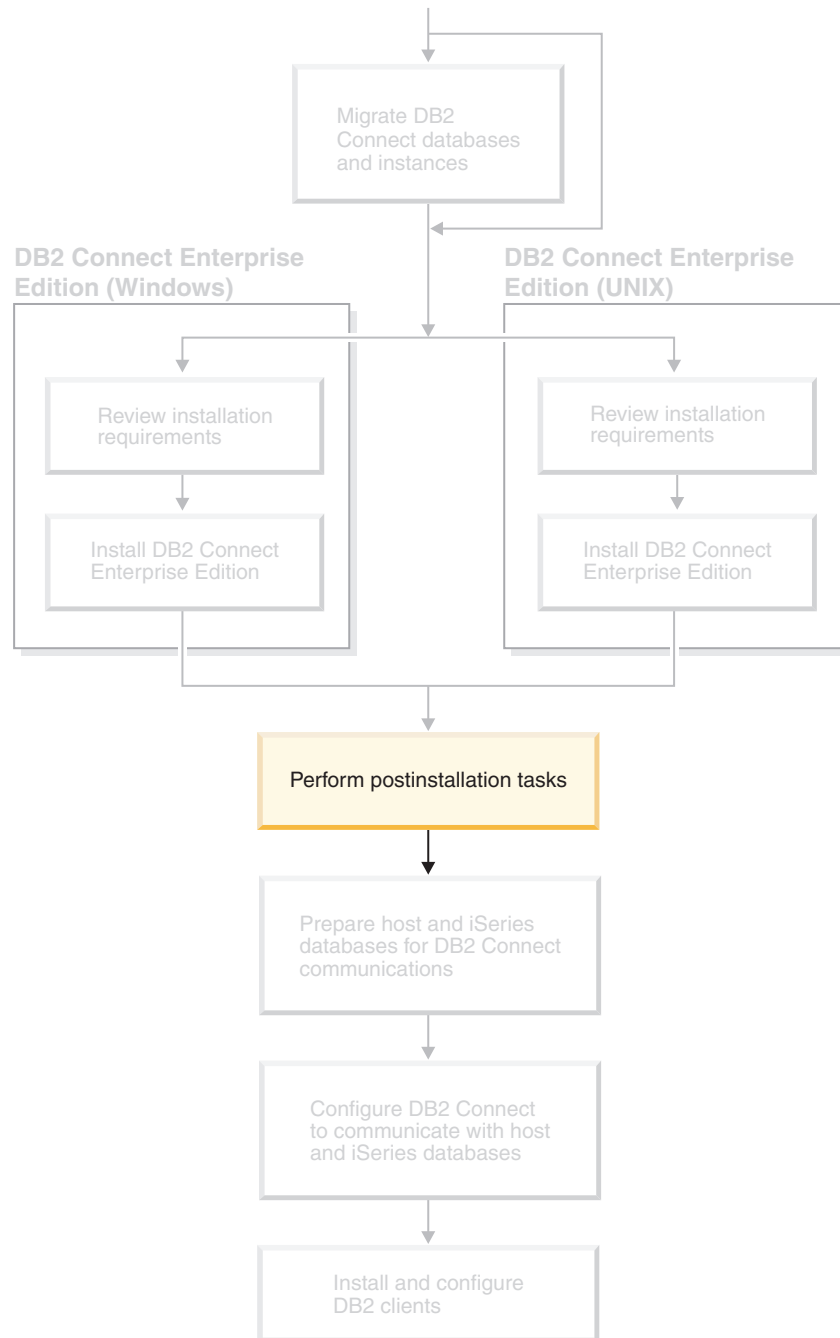 Migrate DB2
Connect databases
and instances
DB2 Connect Enterprise
Edition (Windows)
Review installation
requirements
Install DB2 Connect
Enterprise Edition
DB2 Connect Enterprise
Edition (UNIX)
Review installation
requirements
Install DB2 Connect
Enterprise Edition
Perform postinstallation tasks
Prepare host and iSeries
databases for DB2 Connect
communications
Configure DB2 Connect
to communicate with host
and iSeries databases
Install and configure
DB2 clients